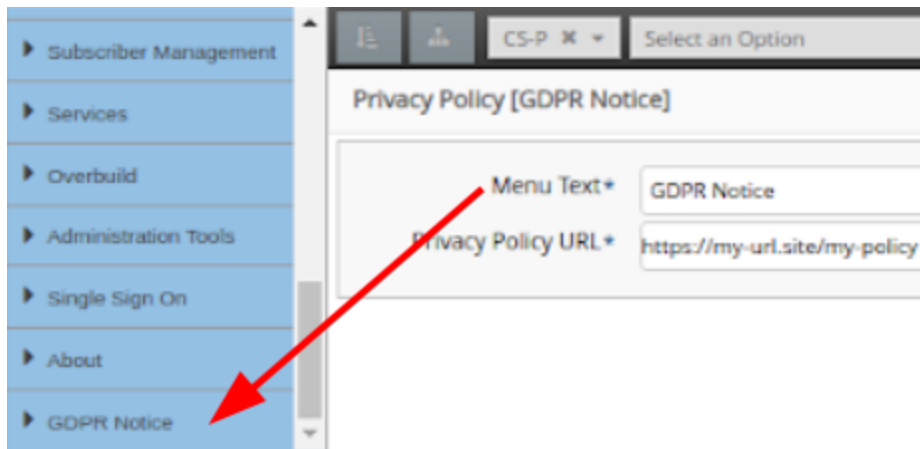 Subscriber Management
Services
Overbuild
Administration Tools
Single Sign On
About
GDPR Notice
CS-P
Select an Option
Privacy Policy [GDPR Notice]
Menu Text* GDPR Notice
Privacy Policy URL* https://my-url.site/my-policy